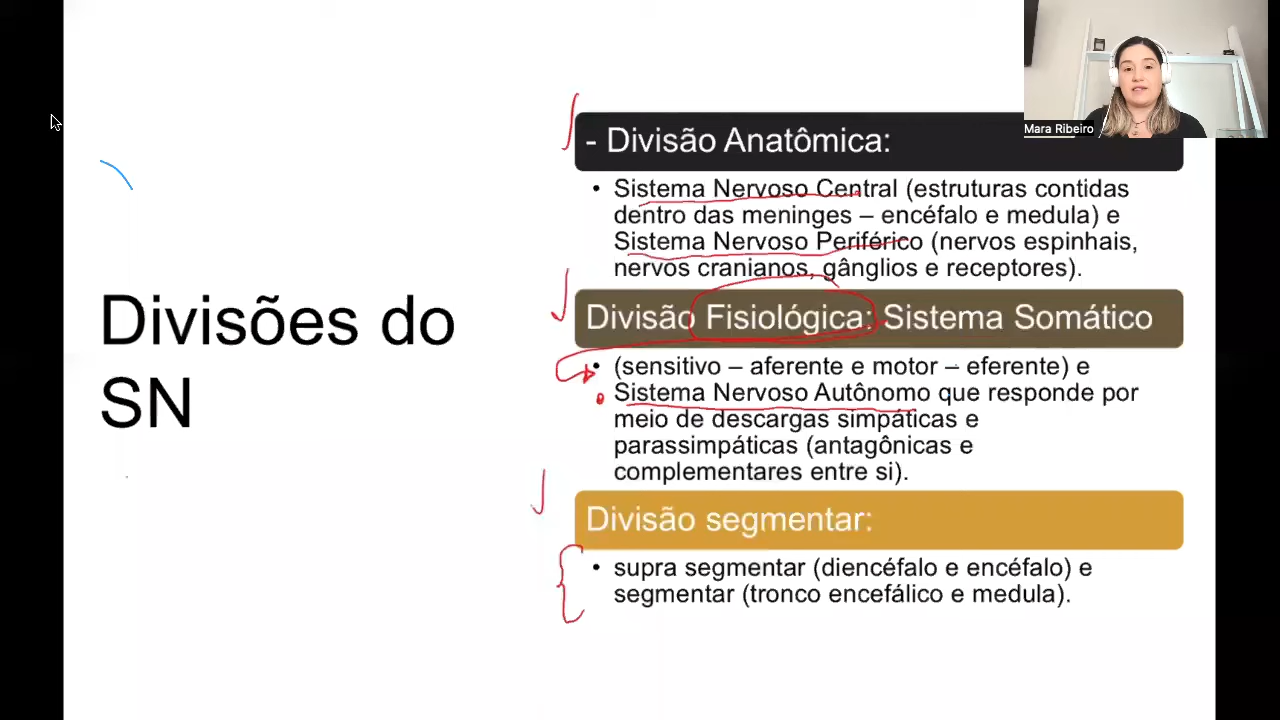 Mara Ribeiro
Divisões do
SN
- Divisão Anatômica:
• Sistema Nervoso Central (estruturas contidas
dentro das meninges – encéfalo e medula) e
Sistema Nervoso Periférico (nervos espinhais,
nervos cranianos, gânglios e receptores).
Divisão Fisiológica: Sistema Somático
• (sensitivo – aferente e motor – eferente) e
• Sistema Nervoso Autônomo que responde por
meio de descargas simpáticas e
parassimpáticas (antagônicas e
complementares entre si).
Divisão segmentar:
• supra segmentar (diencéfalo e encéfalo) e
segmentar (tronco encefálico e medula).